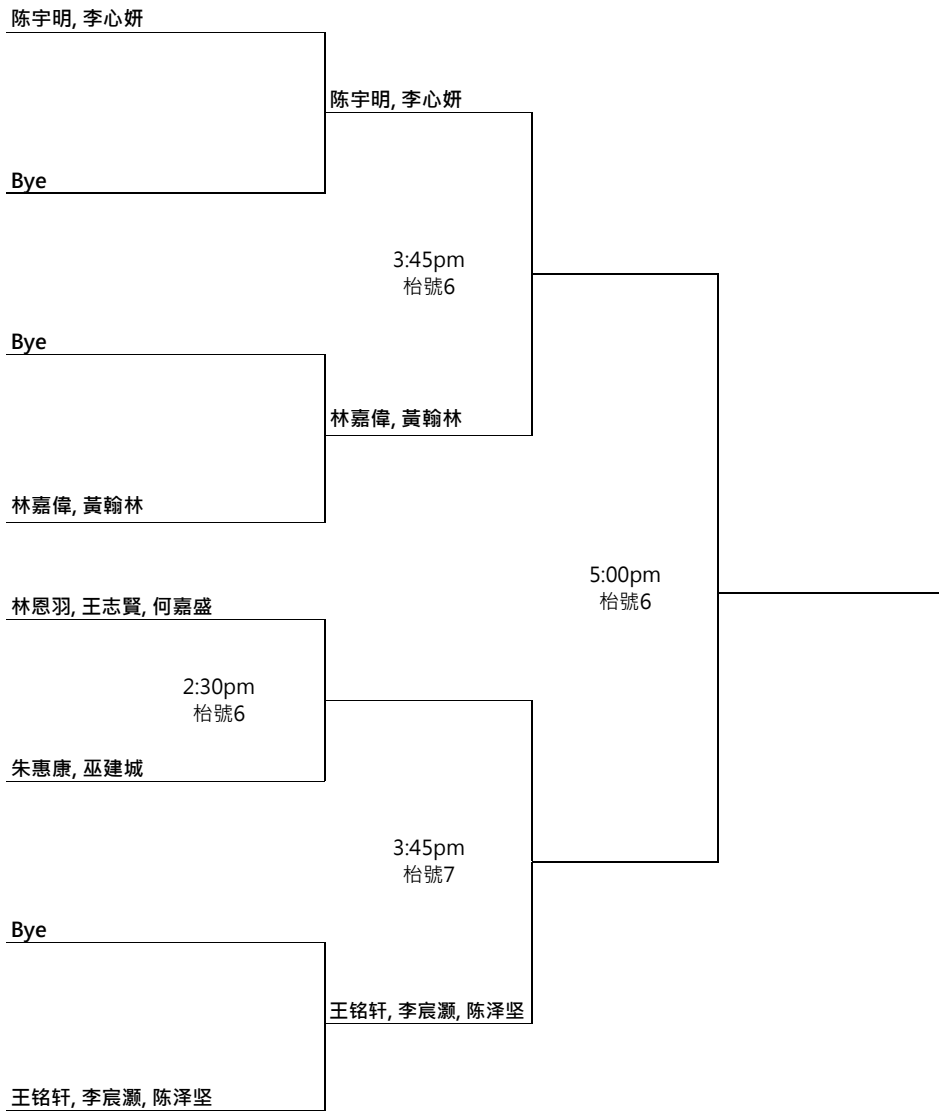 陈宇明, 李心妍
陈宇明, 李心妍
Bye
3:45pm
枱號6
Bye
林嘉偉, 黃翰林
林嘉偉, 黃翰林
5:00pm
枱號6
林恩羽, 王志賢, 何嘉盛
2:30pm
枱號6
朱惠康, 巫建城
3:45pm
枱號7
Bye
王铭轩, 李宸灏, 陈泽坚
王铭轩, 李宸灏, 陈泽坚